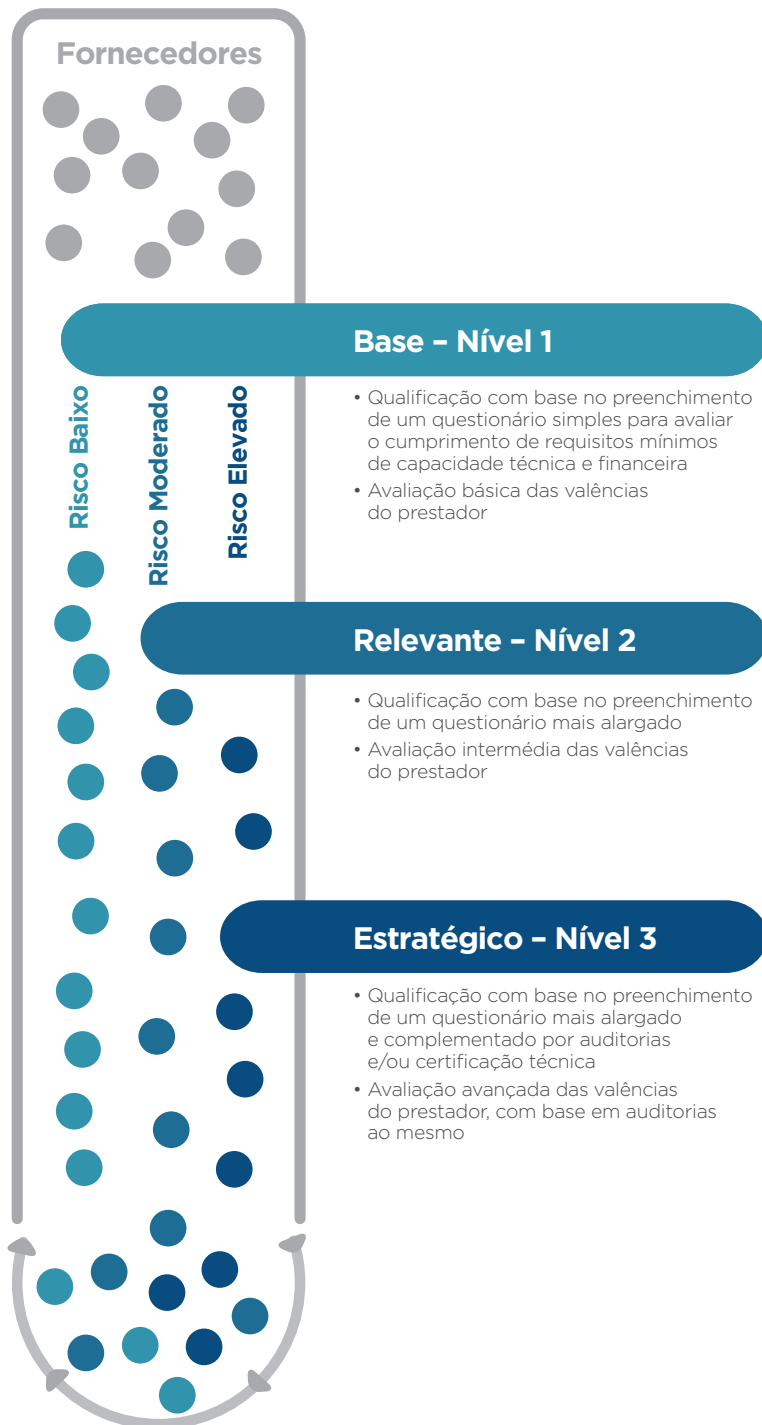 Fornecedores
Base – Nível 1
Risco Baixo
Risco Moderado
Risco Elevado
• Qualificação com base no preenchimento
de um questionário simples para avaliar
o cumprimento de requisitos mínimos
de capacidade técnica e financeira
• Avaliação básica das valências
do prestador
Relevante – Nível 2
• Qualificação com base no preenchimento
de um questionário mais alargado
• Avaliação intermédia das valências
do prestador
Estratégico – Nível 3
• Qualificação com base no preenchimento
de um questionário mais alargado
e complementado por auditorias
e/ou certificação técnica
• Avaliação avançada das valências
do prestador, com base em auditorias
ao mesmo